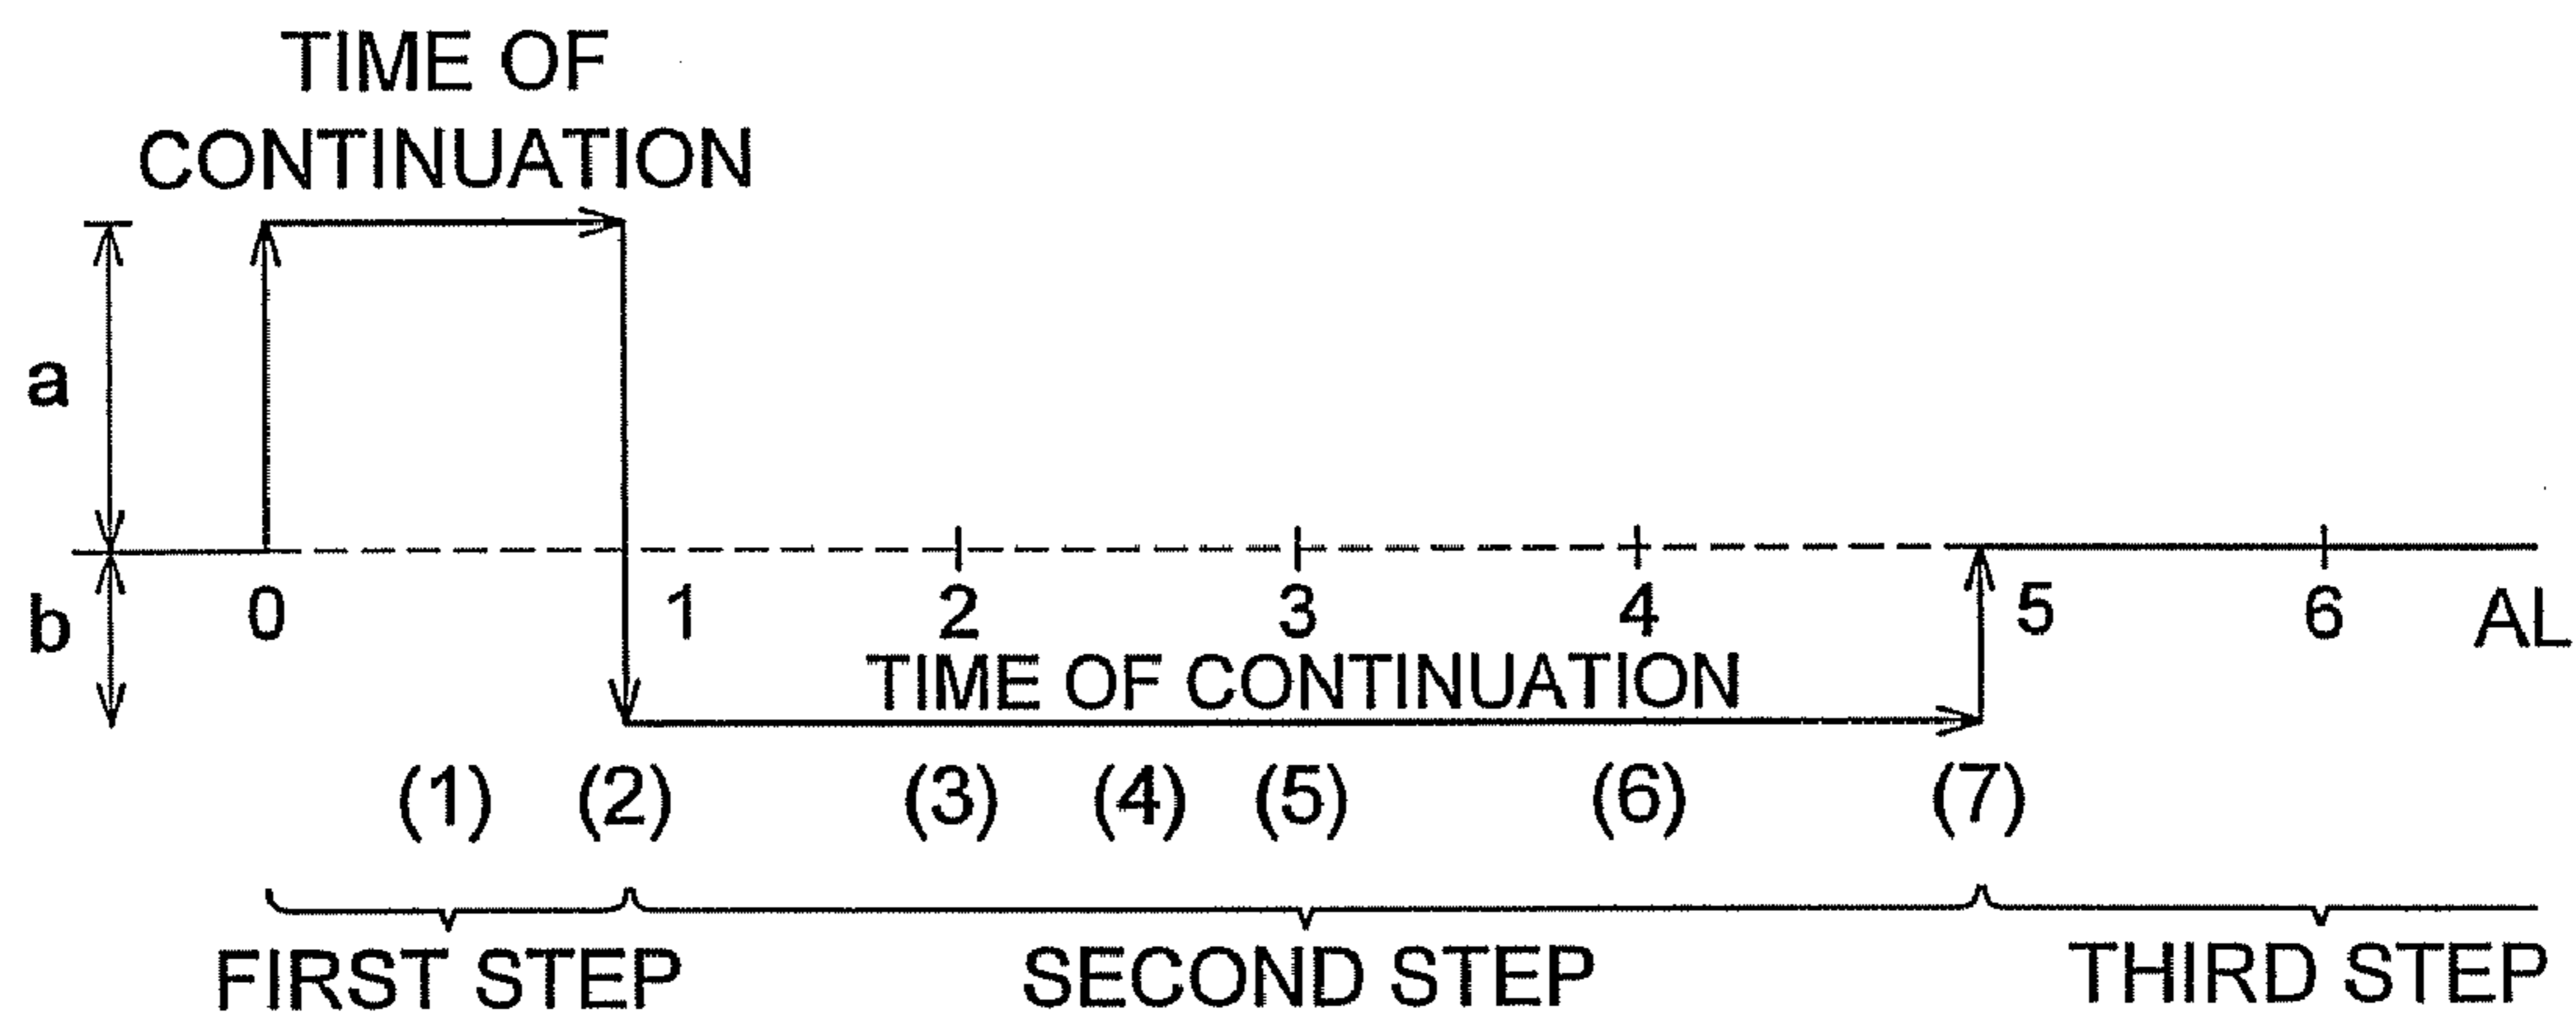 TIME OF
CONTINUATION
a
b
0 1 2 3 4 5 6 AL
TIME OF CONTINUATION
(1) (2) (3) (4) (5) (6) (7)
FIRST STEP SECOND STEP THIRD STEP